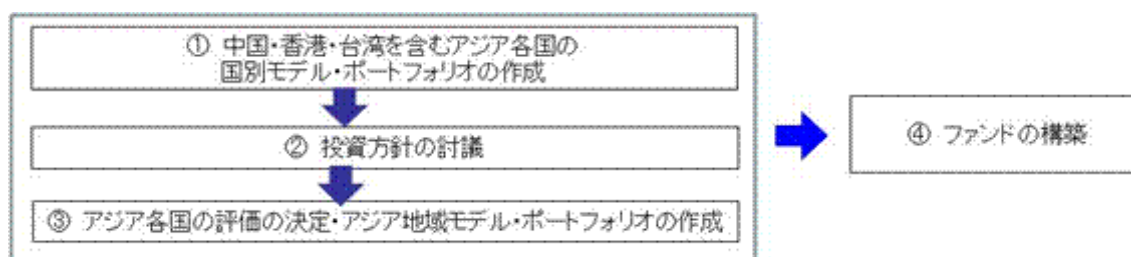 ① 中国・香港・台湾を含むアジア各国の
国別モデル・ポートフォリオの作成
② 投資方針の討議
③ アジア各国の評価の決定・アジア地域モデル・ポートフォリオの作成
④ ファンドの構築